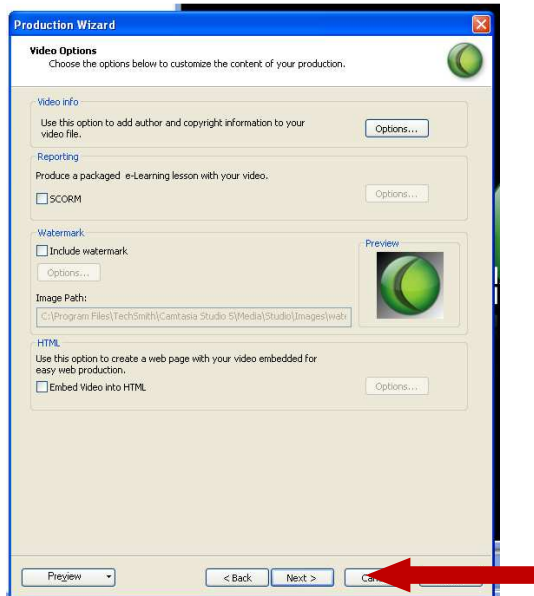 Production Wizard
Video Options
Choose the options below to customize the content of your production.
Video info
Use this option to add author and copyright information to your
video file.
Options...
Reporting
Produce a packaged e-Learning lesson with your video.
SCORM
Options...
Watermark
Include watermark
Preview
Options...
Image Path:
C:\Program Files\TechSmith\Camtasia Studio 5\Media\Studio\Images\wate
HTML
Use this option to create a web page with your video embedded for
easy web production.
Embed Video into HTML
Options...
Preview
< Back
Next >